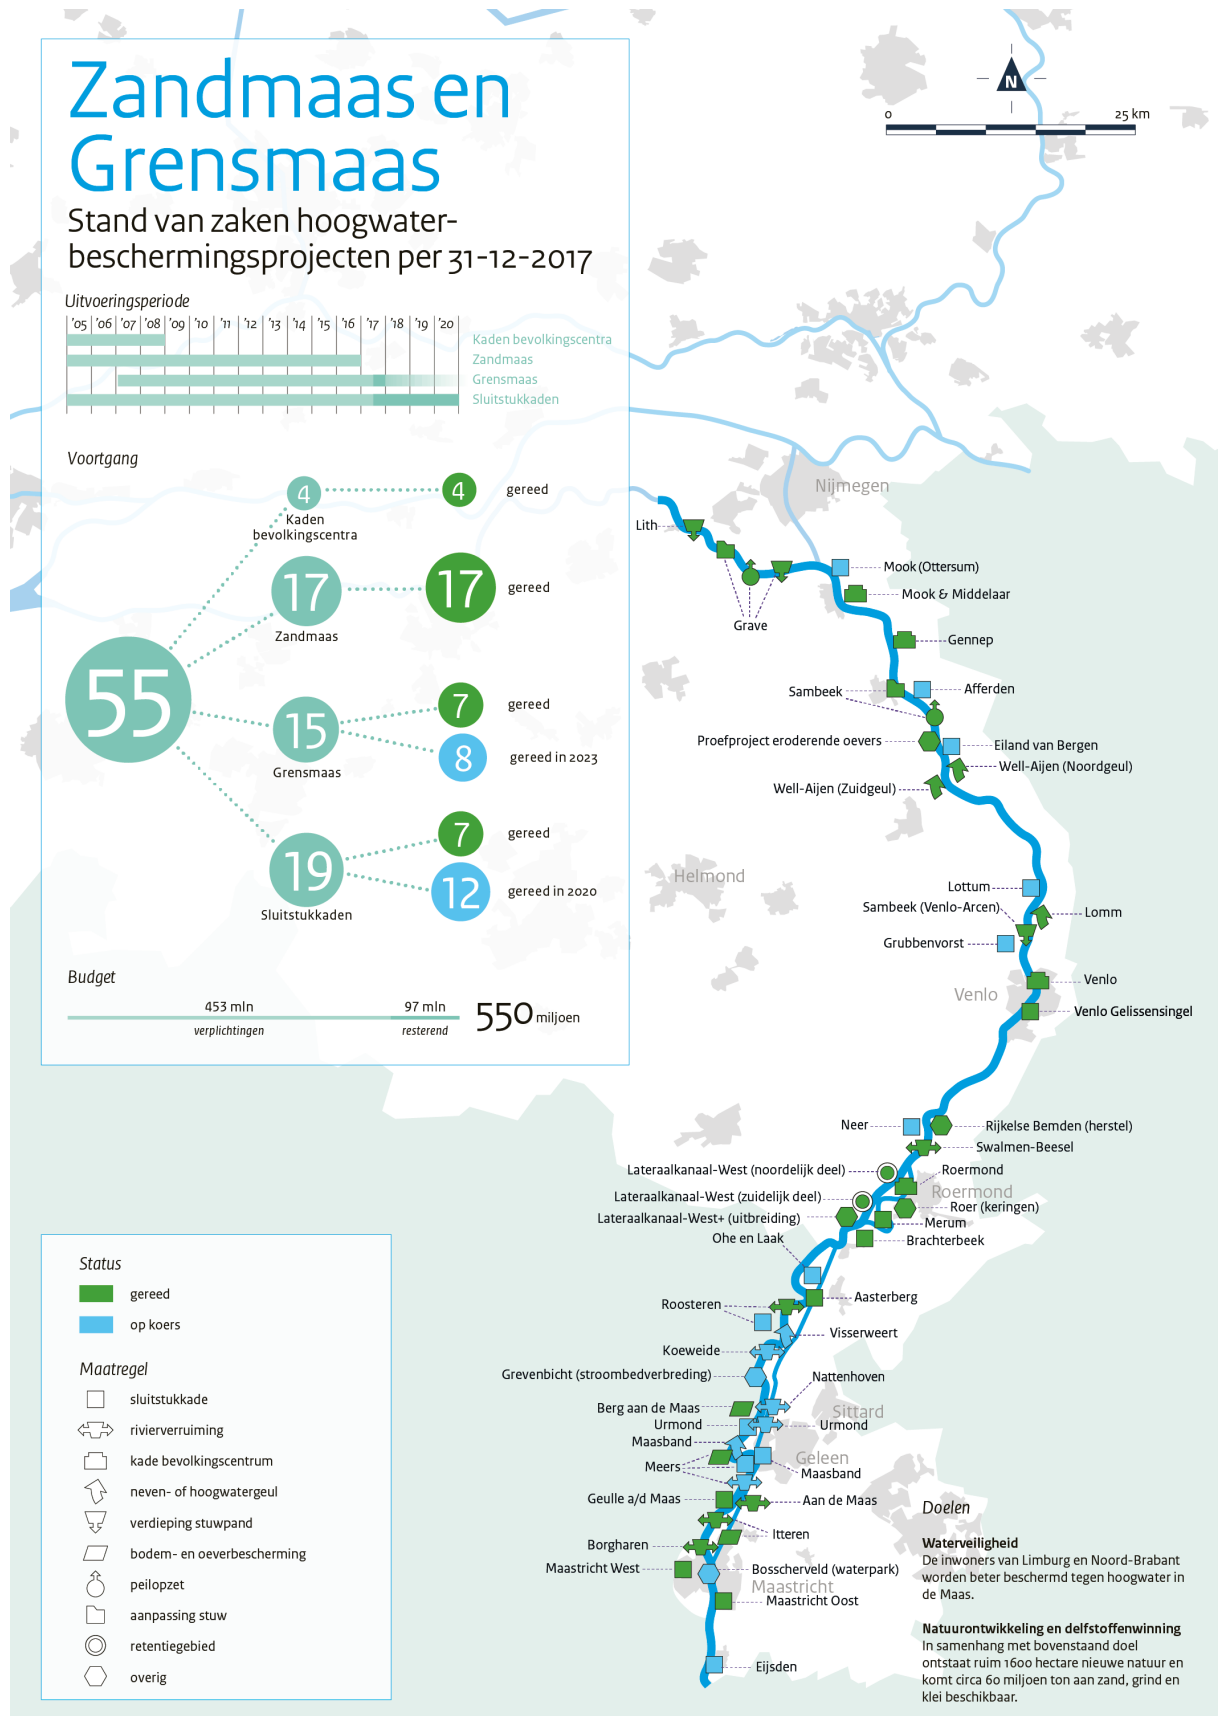 Zandmaas en
Grensmaas
Stand van zaken hoogwater-
beschermingsprojecten per 31-12-2017
Uitvoeringsperiode
'05 '06 '07 '08 '09 '10 '11 '12 '13 '14 '15 '16 '17 '18 '19 '20
Kaden bevolkingscentra
Zandmaas
Grensmaas
Sluitstukkaden
Voortgang
55
4
Kaden
bevolkingscentra
4
gereed
17
Zandmaas
17
gereed
15
Grensmaas
7
gereed
8
gereed in 2023
19
Sluitstukkaden
7
gereed
12
gereed in 2020
Budget
453 mln
verplichtingen
97 mln
resterend
550 miljoen
Status
gereed
op koers
Maatregel
sluitstukkade
rivierverruiming
kade bevolkingscentrum
neven- of hoogwatergeul
verdieping stuwpand
bodem- en oeverbescherming
peilopzet
aanpassing stuw
retentiegebied
overig
N
0
25 km
Nijmegen
Lith
Mook (Ottersum)
Mook & Middelaar
Grave
Gennep
Sambeek
Afferden
Proefproject eroderende oevers
Eiland van Bergen
Well-Aijen (Noordgeul)
Well-Aijen (Zuidgeul)
Helmond
Lottum
Sambeek (Venlo-Arcen)
Lomm
Grubbenvorst
Venlo
Venlo
Venlo Gelissensingel
Neer
Rijkelse Bemden (herstel)
Swalmen-Beesel
Lateraalkanaal-West (noordelijk deel)
Roermond
Roermond
Lateraalkanaal-West (zuidelijk deel)
Roer (keringen)
Lateraalkanaal-West+ (uitbreiding)
Merum
Ohe en Laak
Brachterbeek
Aasterberg
Roosteren
Visserweert
Koeweide
Grevenbicht (stroombedverbreding)
Nattenhoven
Berg aan de Maas
Sittard
Urmond
Urmond
Maasband
Geleen
Meers
Maasband
Geulle a/d Maas
Aan de Maas
Itteren
Borgharen
Maastricht West
Bosscherveld (waterpark)
Maastricht
Maastricht Oost
Eijsden
Doelen
Waterveiligheid
De inwoners van Limburg en Noord-Brabant
worden beter beschermd tegen hoogwater in
de Maas.
Natuurontwikkeling en delfstoffenwinning
In samenhang met bovenstaand doel
ontstaat ruim 1600 hectare nieuwe natuur en
komt circa 60 miljoen ton aan zand, grind en
klei beschikbaar.